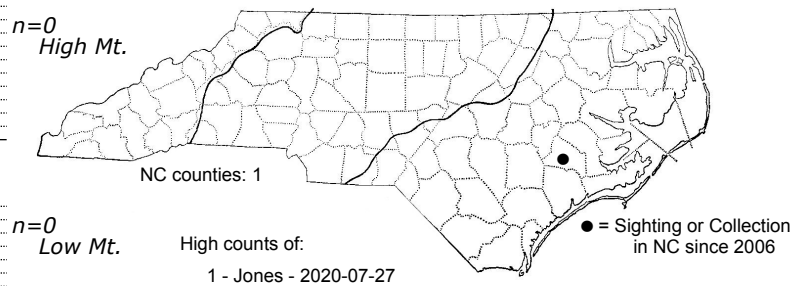 n=0
High Mt.
NC counties: 1
n=0
Low Mt.
High counts of:
1 - Jones - 2020-07-27
● = Sighting or Collection
in NC since 2006